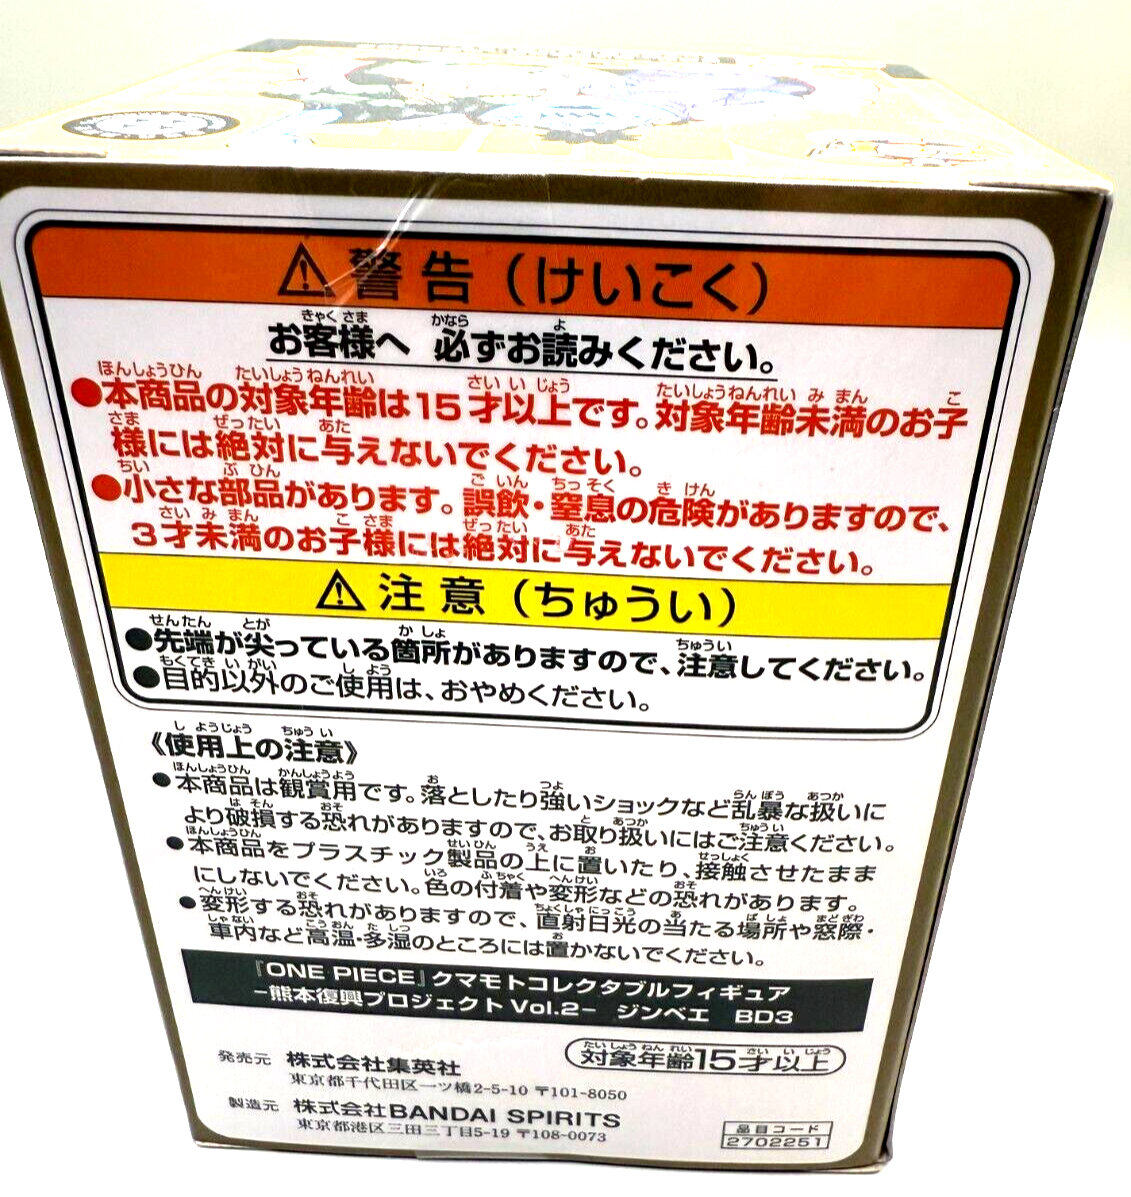 ⚠警告（けいこく）
お客様へ 必ずお読みください。
●本商品の対象年齢は15才以上です。対象年齢未満のお子
様には絶対に与えないでください。
●小さな部品があります。誤飲・窒息の危険がありますので、
3才未満のお子様には絶対に与えないでください。
⚠注意（ちゅうい）
●先端が尖っている箇所がありますので、注意してください。
●目的以外のご使用は、おやめください。
《使用上の注意》
●本商品は観賞用です。落としたり強いショックなど乱暴な扱いに
より破損する恐れがありますので、お取り扱いにはご注意ください。
●本商品をプラスチック製品の上に置いたり、接触させたまま
にしないでください。色の付着や変形などの恐れがあります。
●変形する恐れがありますので、直射日光の当たる場所や窓際・
車内など高温・多湿のところには置かないでください。
『ONE PIECE』クマモトコレクタブルフィギュア
-熊本復興プロジェクトVol.2- ジンベエ BD3
対象年齢15才以上
発売元 株式会社集英社
東京都千代田区一ツ橋2-5-10 〒101-8050
製造元 株式会社BANDAI SPIRITS
東京都港区三田三丁目5-19 〒108-0073
品目コード
2702251